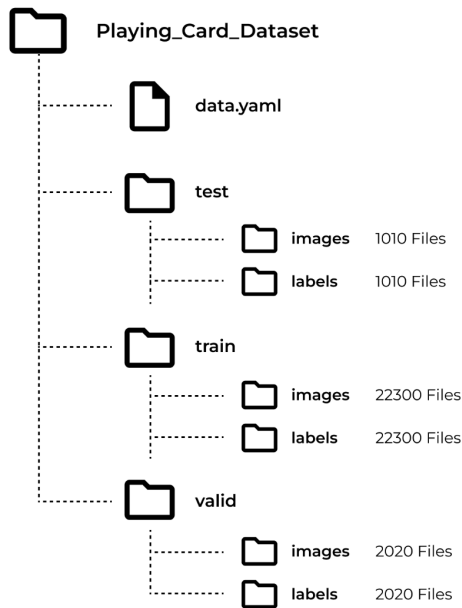 Playing_Card_Dataset
data.yaml
test
images 1010 Files
labels 1010 Files
train
images 22300 Files
labels 22300 Files
valid
images 2020 Files
labels 2020 Files